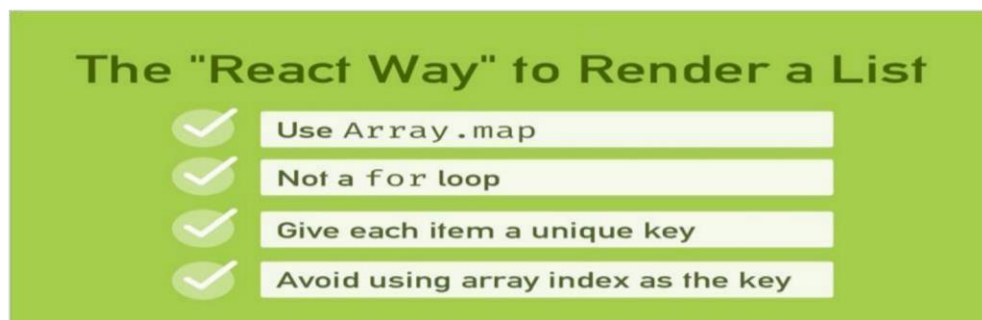 The "React Way" to Render a List
Use Array.map
Not a for loop
Give each item a unique key
Avoid using array index as the key